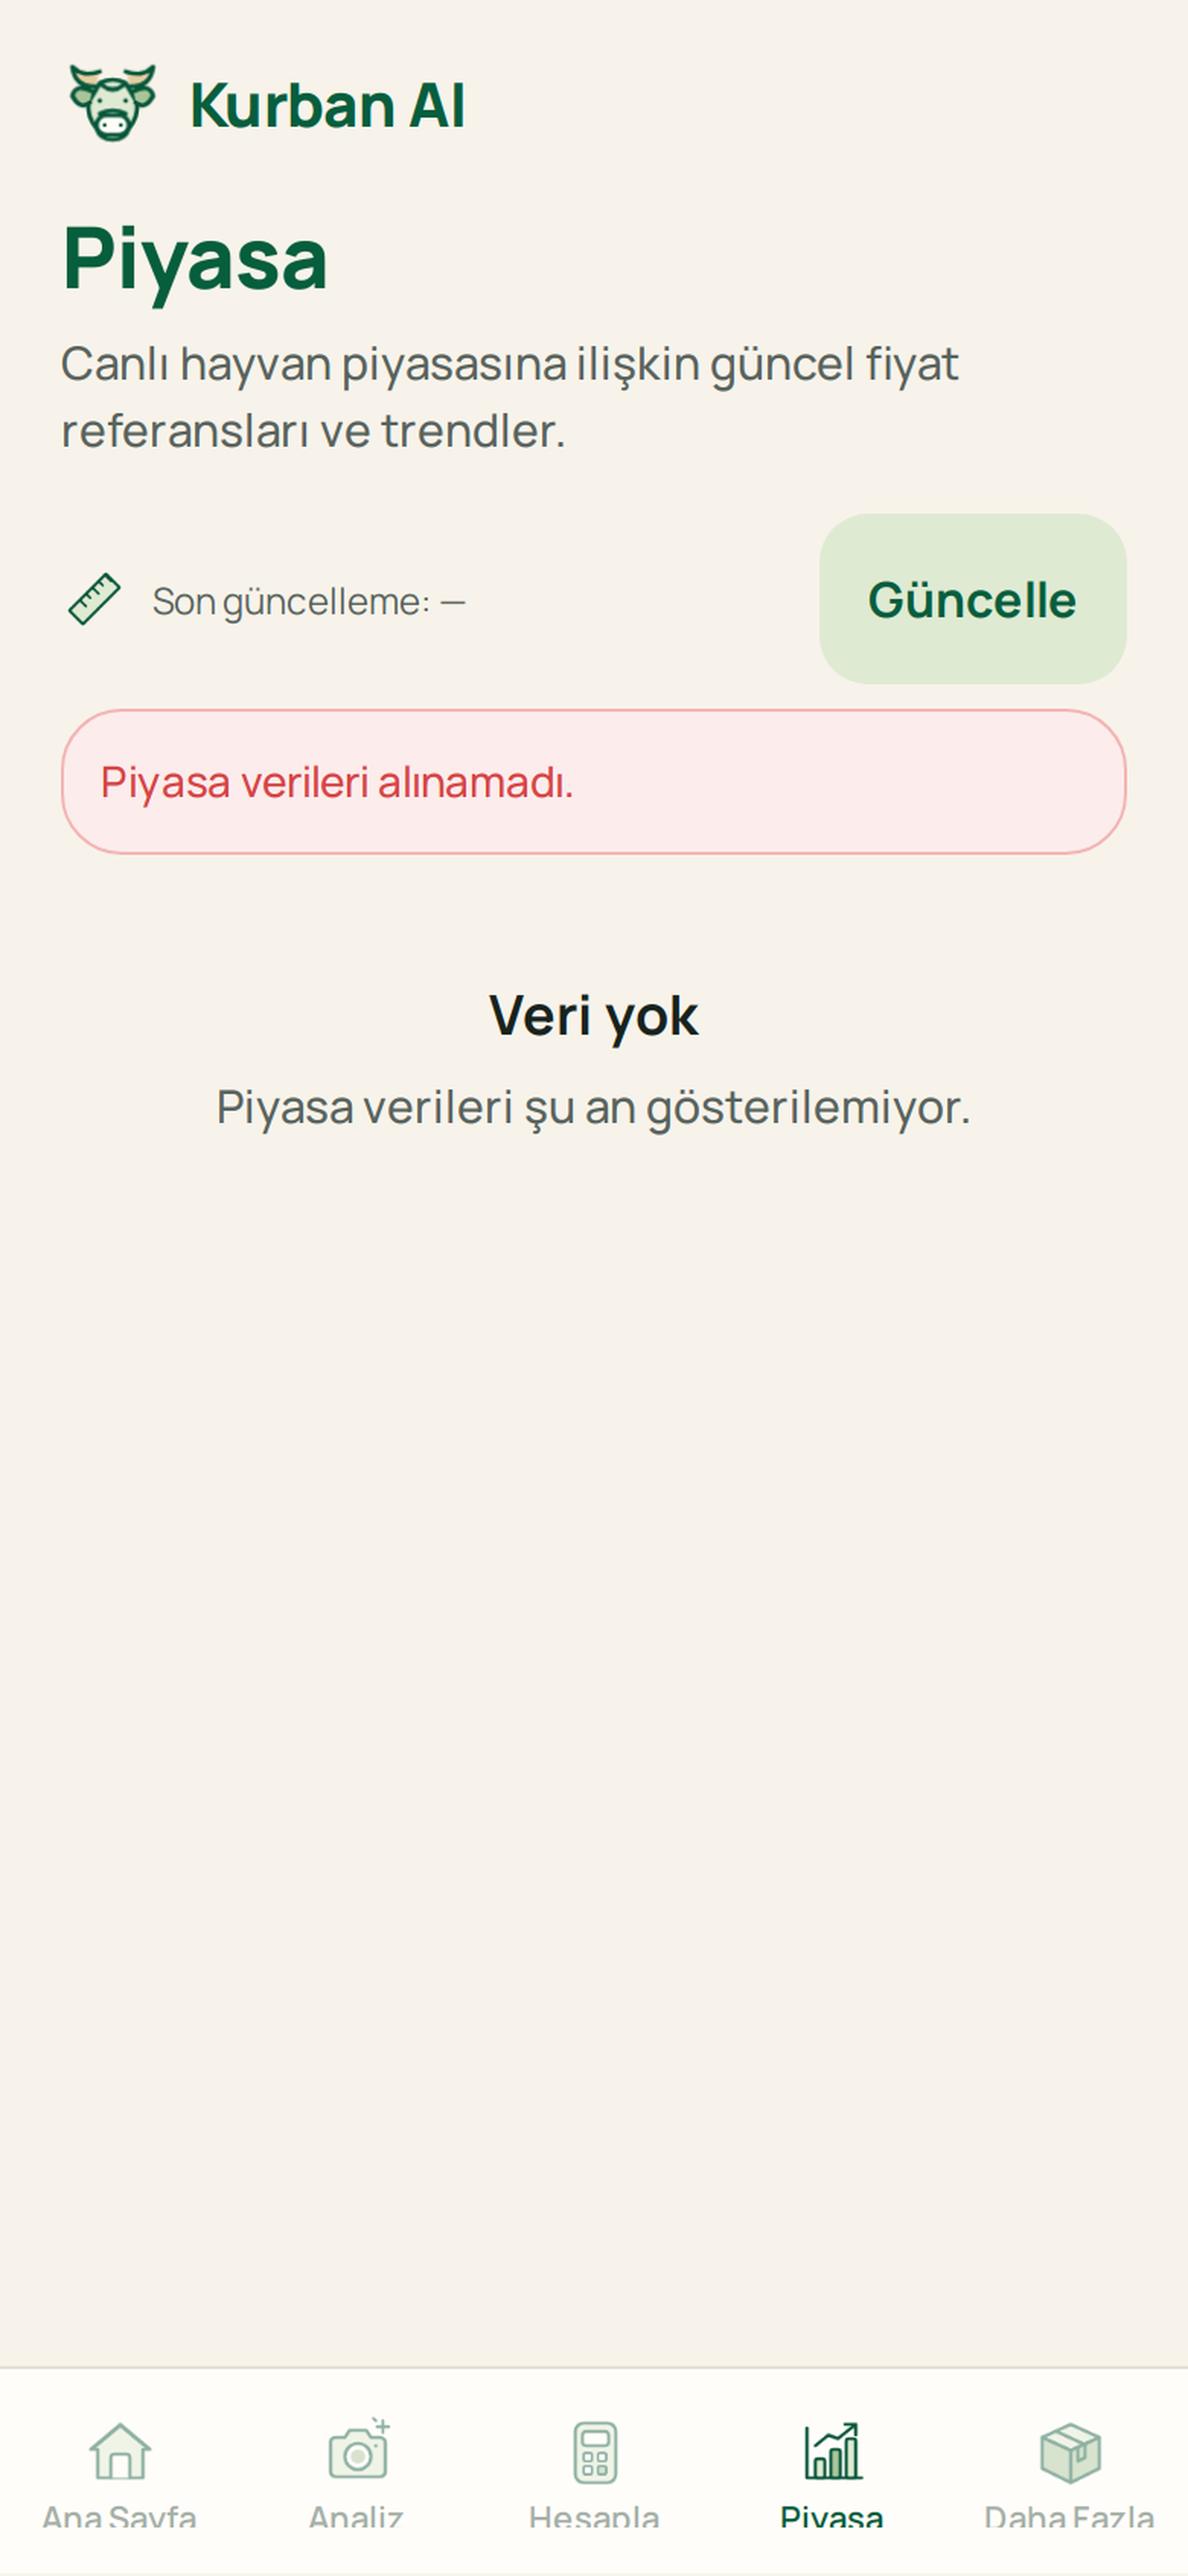 Kurban AI
Piyasa
Canlı hayvan piyasasına ilişkin güncel fiyat
referansları ve trendler.
Son güncelleme: —
Güncelle
Piyasa verileri alınamadı.
Veri yok
Piyasa verileri şu an gösterilemiyor.
Ana Sayfa
Analiz
Hesapla
Piyasa
Daha Fazla